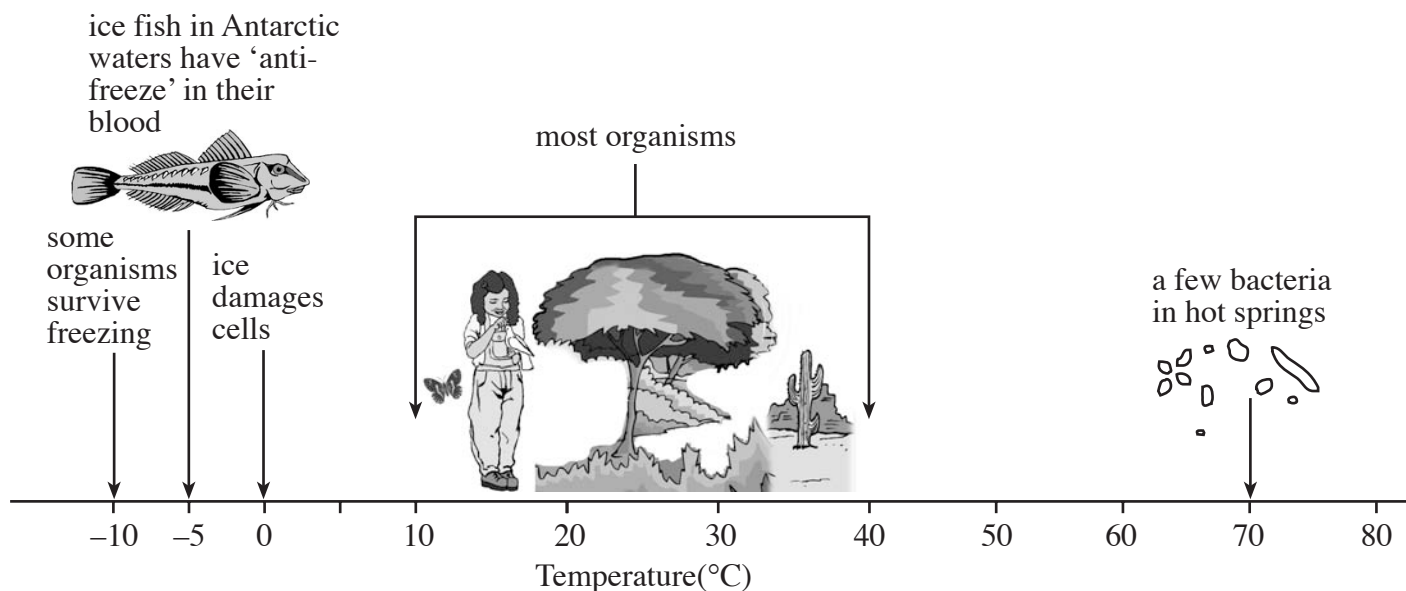 ice fish in Antarctic
waters have ‘anti-
freeze’ in their
blood
most organisms
some
organisms
survive
freezing
ice
damages
cells
a few bacteria
in hot springs
–10 –5 0 10 20 30 40 50 60 70 80
Temperature(°C)